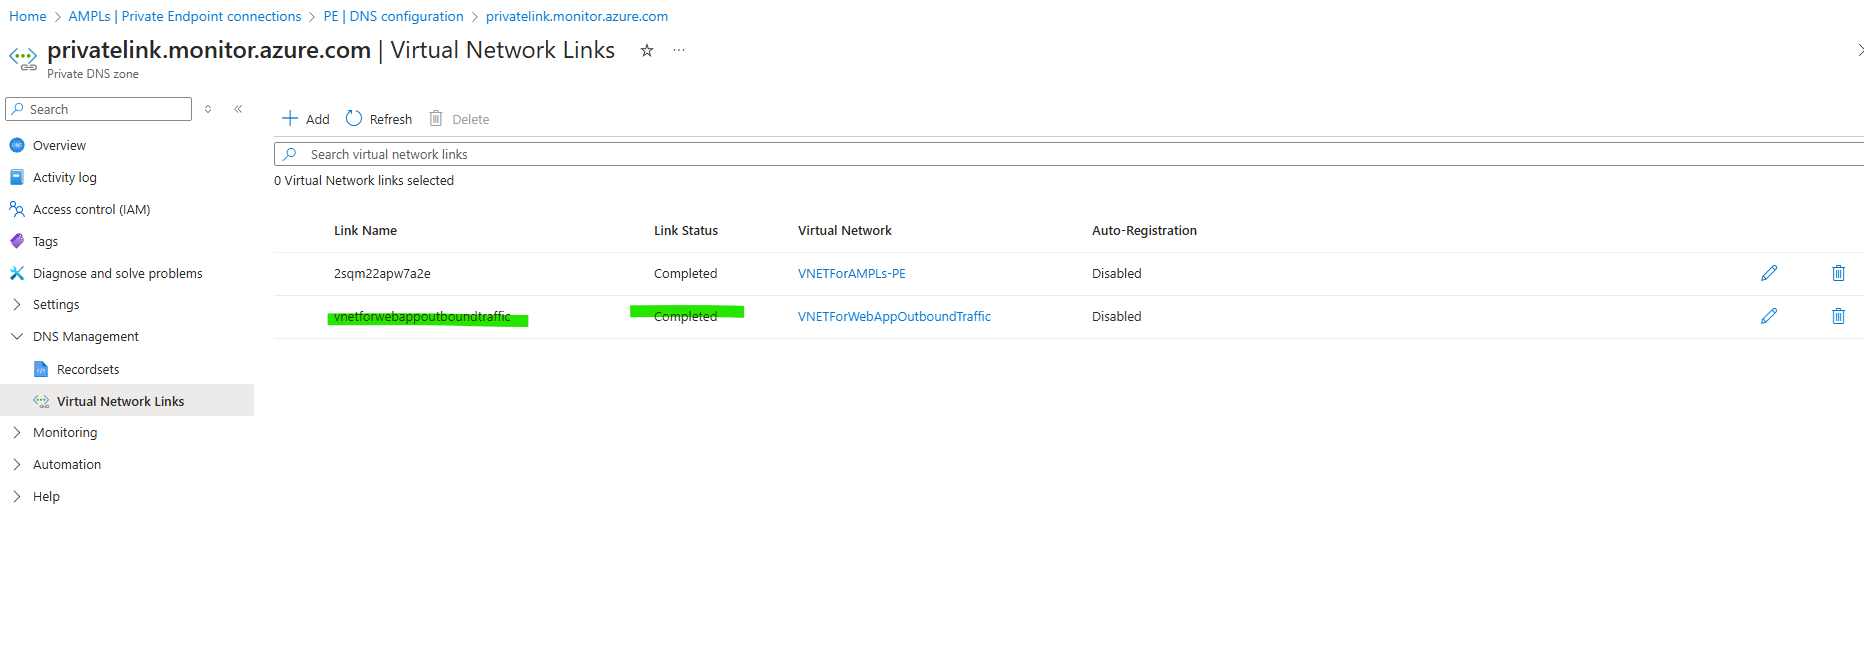 Home > AMPLs | Private Endpoint connections > PE | DNS configuration > privatelink.monitor.azure.com
privatelink.monitor.azure.com | Virtual Network Links
Private DNS zone
Search
Add Refresh Delete
Search virtual network links
0 Virtual Network links selected
Overview
Activity log
Access control (IAM)
Tags
Diagnose and solve problems
Settings
DNS Management
Recordsets
Virtual Network Links
Monitoring
Automation
Help
Link Name Link Status Virtual Network Auto-Registration
2sqm22apw7a2e Completed VNETForAMPLs-PE Disabled
vnetforwebappoutboundtraffic Completed VNETForWebAppOutboundTraffic Disabled